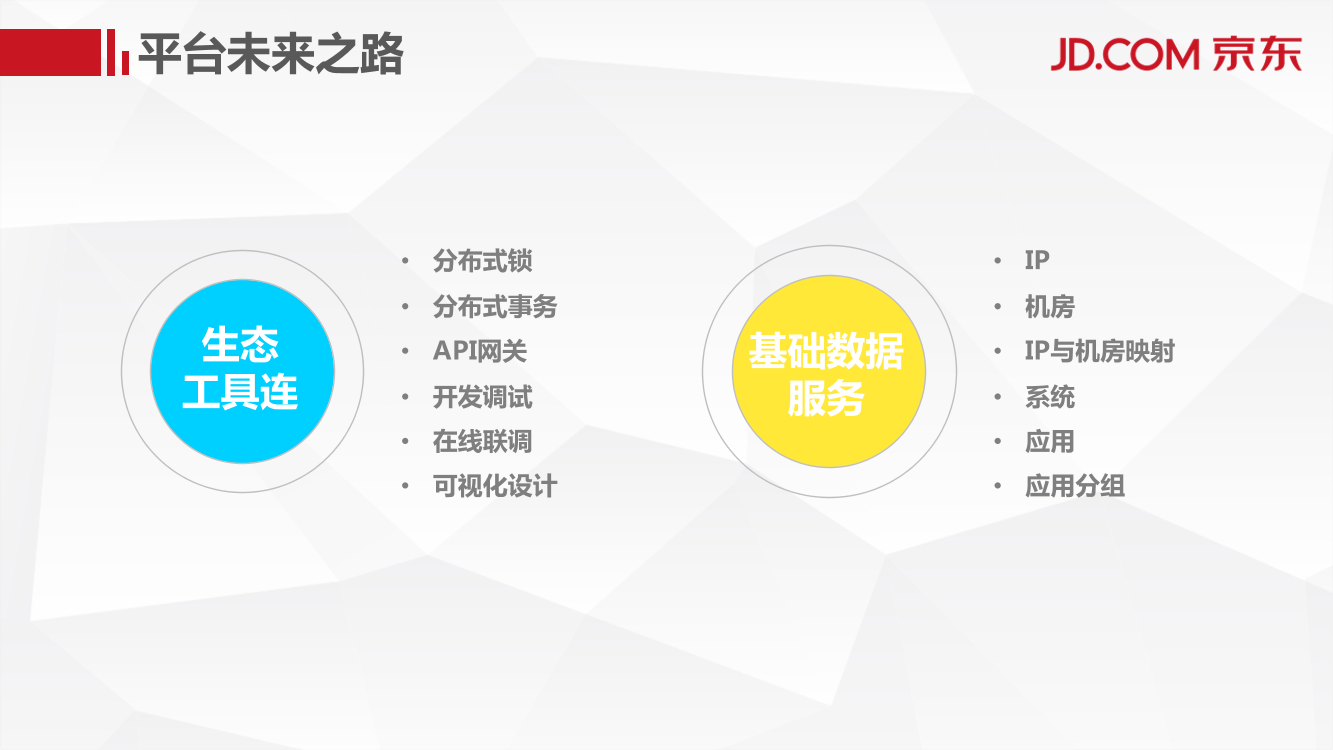 平台未来之路
JD.COM 京东
生态
工具连
• 分布式锁
• 分布式事务
• API网关
• 开发调试
• 在线联调
• 可视化设计
基础数据
服务
• IP
• 机房
• IP与机房映射
• 系统
• 应用
• 应用分组